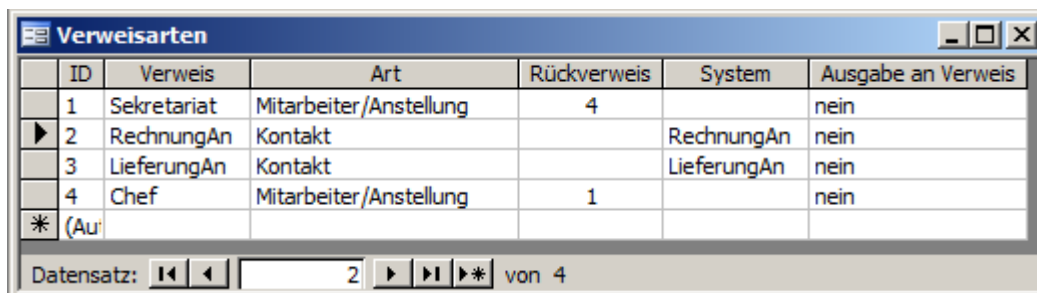 Verweisarten
ID Verweis Art Rückverweis System Ausgabe an Verweis
1 Sekretariat Mitarbeiter/Anstellung 4 nein
2 RechnungAn Kontakt RechnungAn nein
3 LieferungAn Kontakt LieferungAn nein
4 Chef Mitarbeiter/Anstellung 1 nein
(Aut
Datensatz: 2 von 4